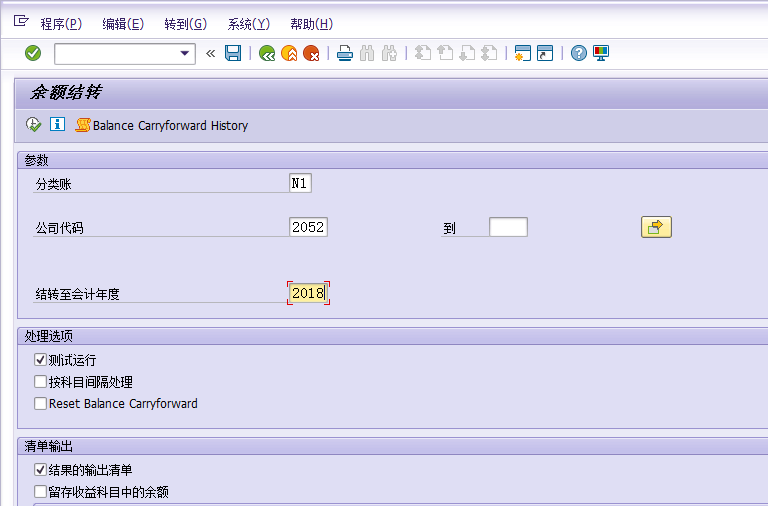 程序(P) 编辑(E) 转到(G) 系统(Y) 帮助(H)
余额结转
Balance Carryforward History
参数
分类账 N1
公司代码 2052 到
结转至会计年度 2018
处理选项
测试运行
按科目间隔处理
Reset Balance Carryforward
清单输出
结果的输出清单
留存收益科目中的余额